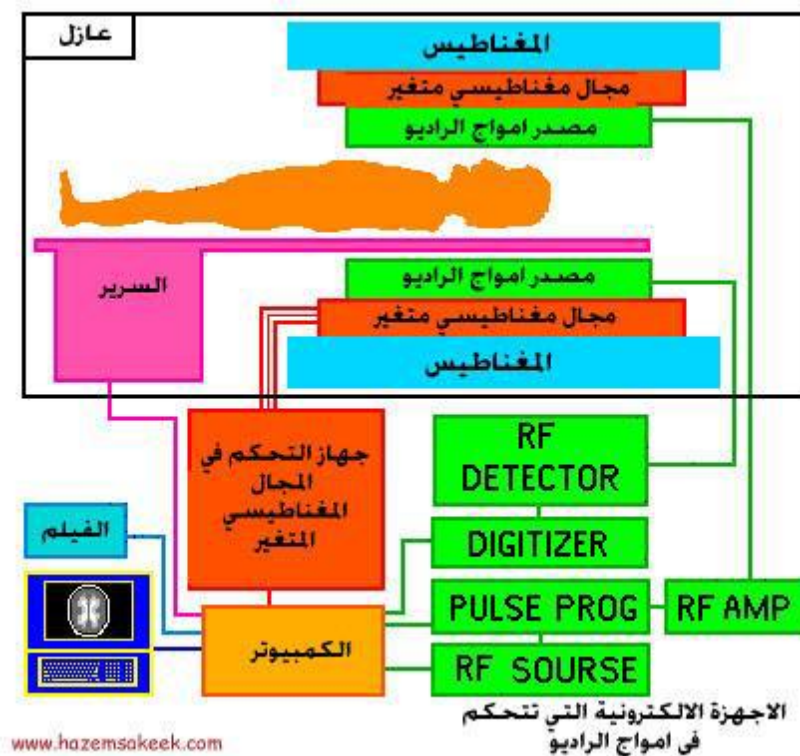 عازل
المغناطيس
مجال مغناطيسي متغير
مصدر امواج الراديو
السرير
مصدر امواج الراديو
مجال مغناطيسي متغير
المغناطيس
جهاز التحكم في
المجال
المغناطيسي
المتغير
RF
DETECTOR
الفيلم
DIGITIZER
PULSE PROG
RF AMP
الكمبيوتر
RF SOURSE
الاجهزة الالكترونية التي تتحكم
في امواج الراديو
www.hazemsakeek.com